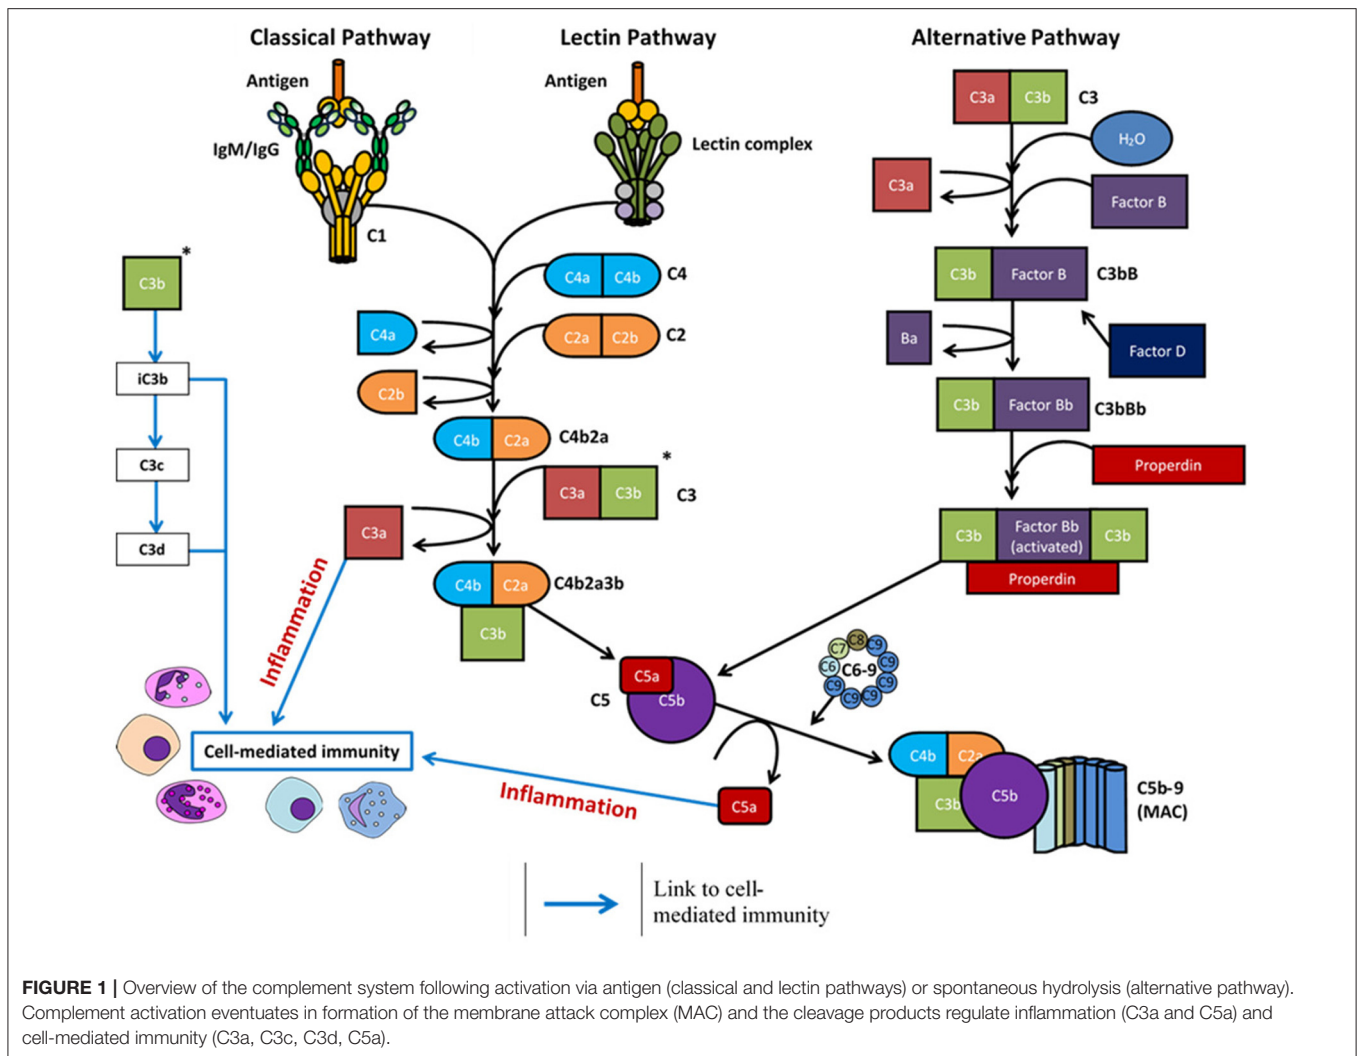 Classical Pathway
Antigen
IgM/IgG
C1
Lectin Pathway
Antigen
Lectin complex
Alternative Pathway
C3a C3b C3
H₂O
C3a
Factor B
C3b Factor B C3bB
Ba
Factor D
C3b Factor Bb C3bBb
Properdin
C3b Factor Bb (activated) C3b
Properdin
C4a C4b C4
C4a
C2a C2b C2
C2b
C4b C2a C4b2a
*
C3a C3b C3
C3a
C4b C2a C4b2a3b
C3b
*
C3b
iC3b
C3c
C3d
Inflammation
Cell-mediated immunity
C5a
C5 C5b
C7 C8 C9
C6 C6-9 C9
C9 C9 C9 C9
C5a
Inflammation
C4b C2a
C3b C5b
C5b-9
(MAC)
Link to cell-
mediated immunity
FIGURE 1 | Overview of the complement system following activation via antigen (classical and lectin pathways) or spontaneous hydrolysis (alternative pathway).
Complement activation eventuates in formation of the membrane attack complex (MAC) and the cleavage products regulate inflammation (C3a and C5a) and
cell-mediated immunity (C3a, C3c, C3d, C5a).